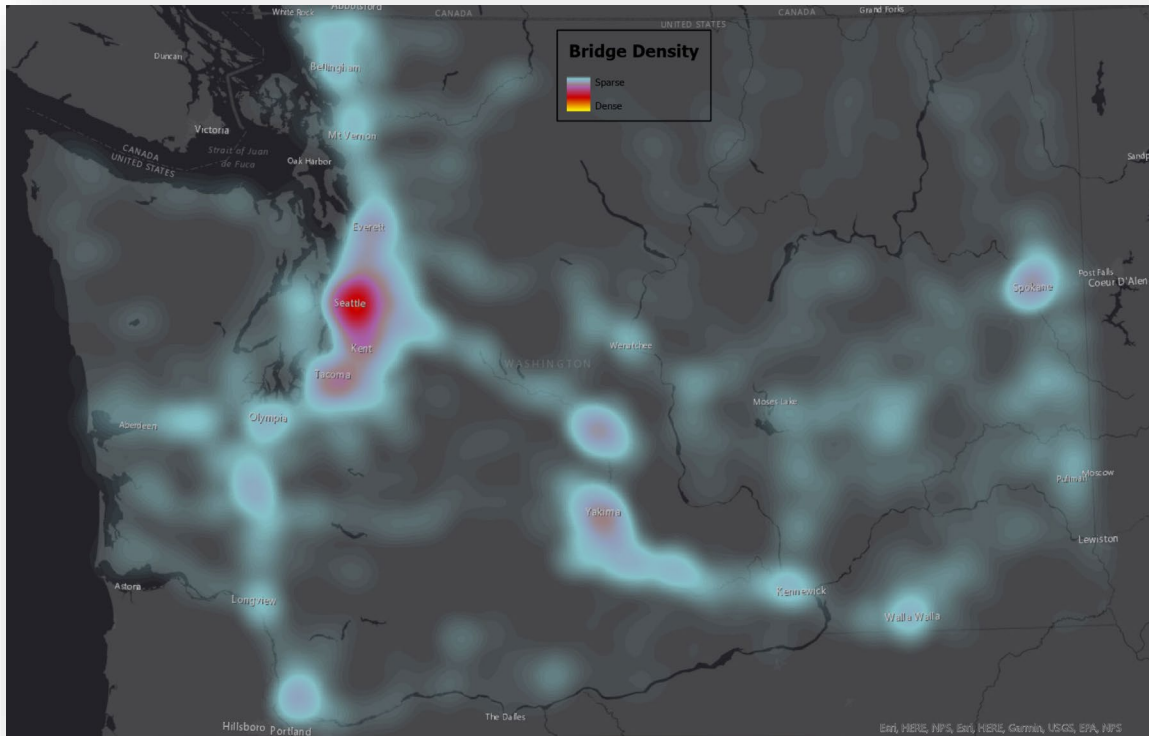 Abbotsford
White Rock
CANADA
CANADA
Grand Forks
UNITED STATES
Bridge Density
Sparse
Dense
Duncan
Bellingham
Victoria
Mt Vernon
Strait of Juan
de Fuca
CANADA
UNITED STATES
Oak Harbor
Sandp
Everett
Post Falls
Coeur D'Alen
Spokane
Seattle
Kent
Wenatchee
WASHINGTON
Tacoma
Moses Lake
Olympia
Aberdeen
Moscow
Pullman
Yakima
Lewiston
Astoria
Kennewick
Longview
Walla Walla
The Dalles
Hillsboro
Portland
Esri, HERE, NPS, Esri, HERE, Garmin, USGS, EPA, NPS